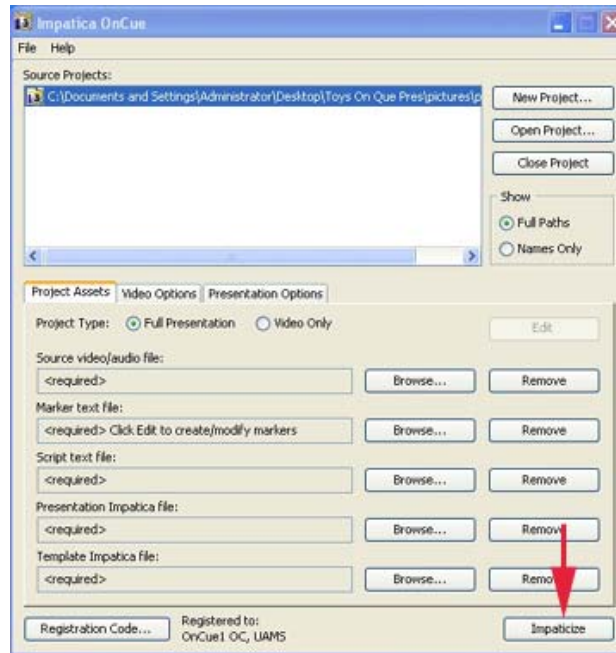 Impatica OnCue
File Help
Source Projects:
C:\Documents and Settings\Administrator\Desktop\Toys On Que Pres\pictures\p
New Project...
Open Project...
Close Project
Show
Full Paths
Names Only
Project Assets Video Options Presentation Options
Project Type: Full Presentation Video Only
Edit
Source video/audio file:
<required> Browse... Remove
Marker text file:
<required> Click Edit to create/modify markers Browse... Remove
Script text file:
<required> Browse... Remove
Presentation Impatica file:
<required> Browse... Remove
Template Impatica file:
<required> Browse... Remove
Registration Code... Registered to:
OnCue1 OC, UAMS
Impaticize